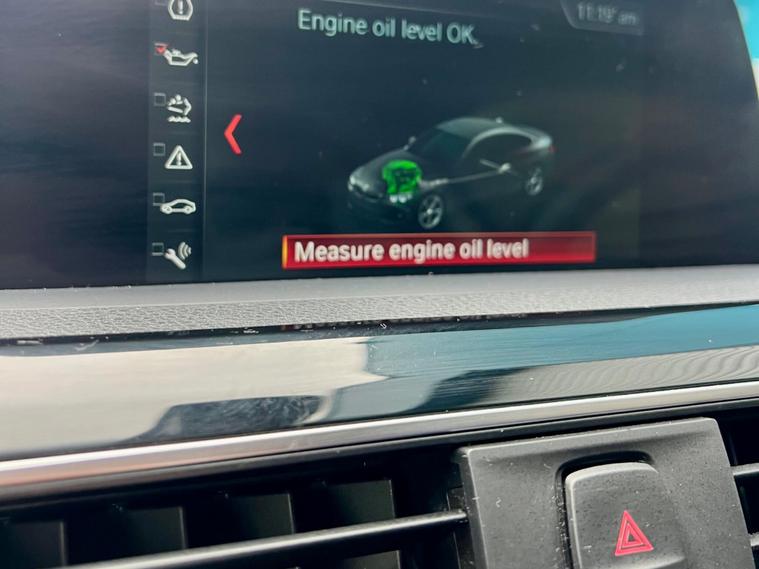 11:19 am
Engine oil level OK.
Measure engine oil level